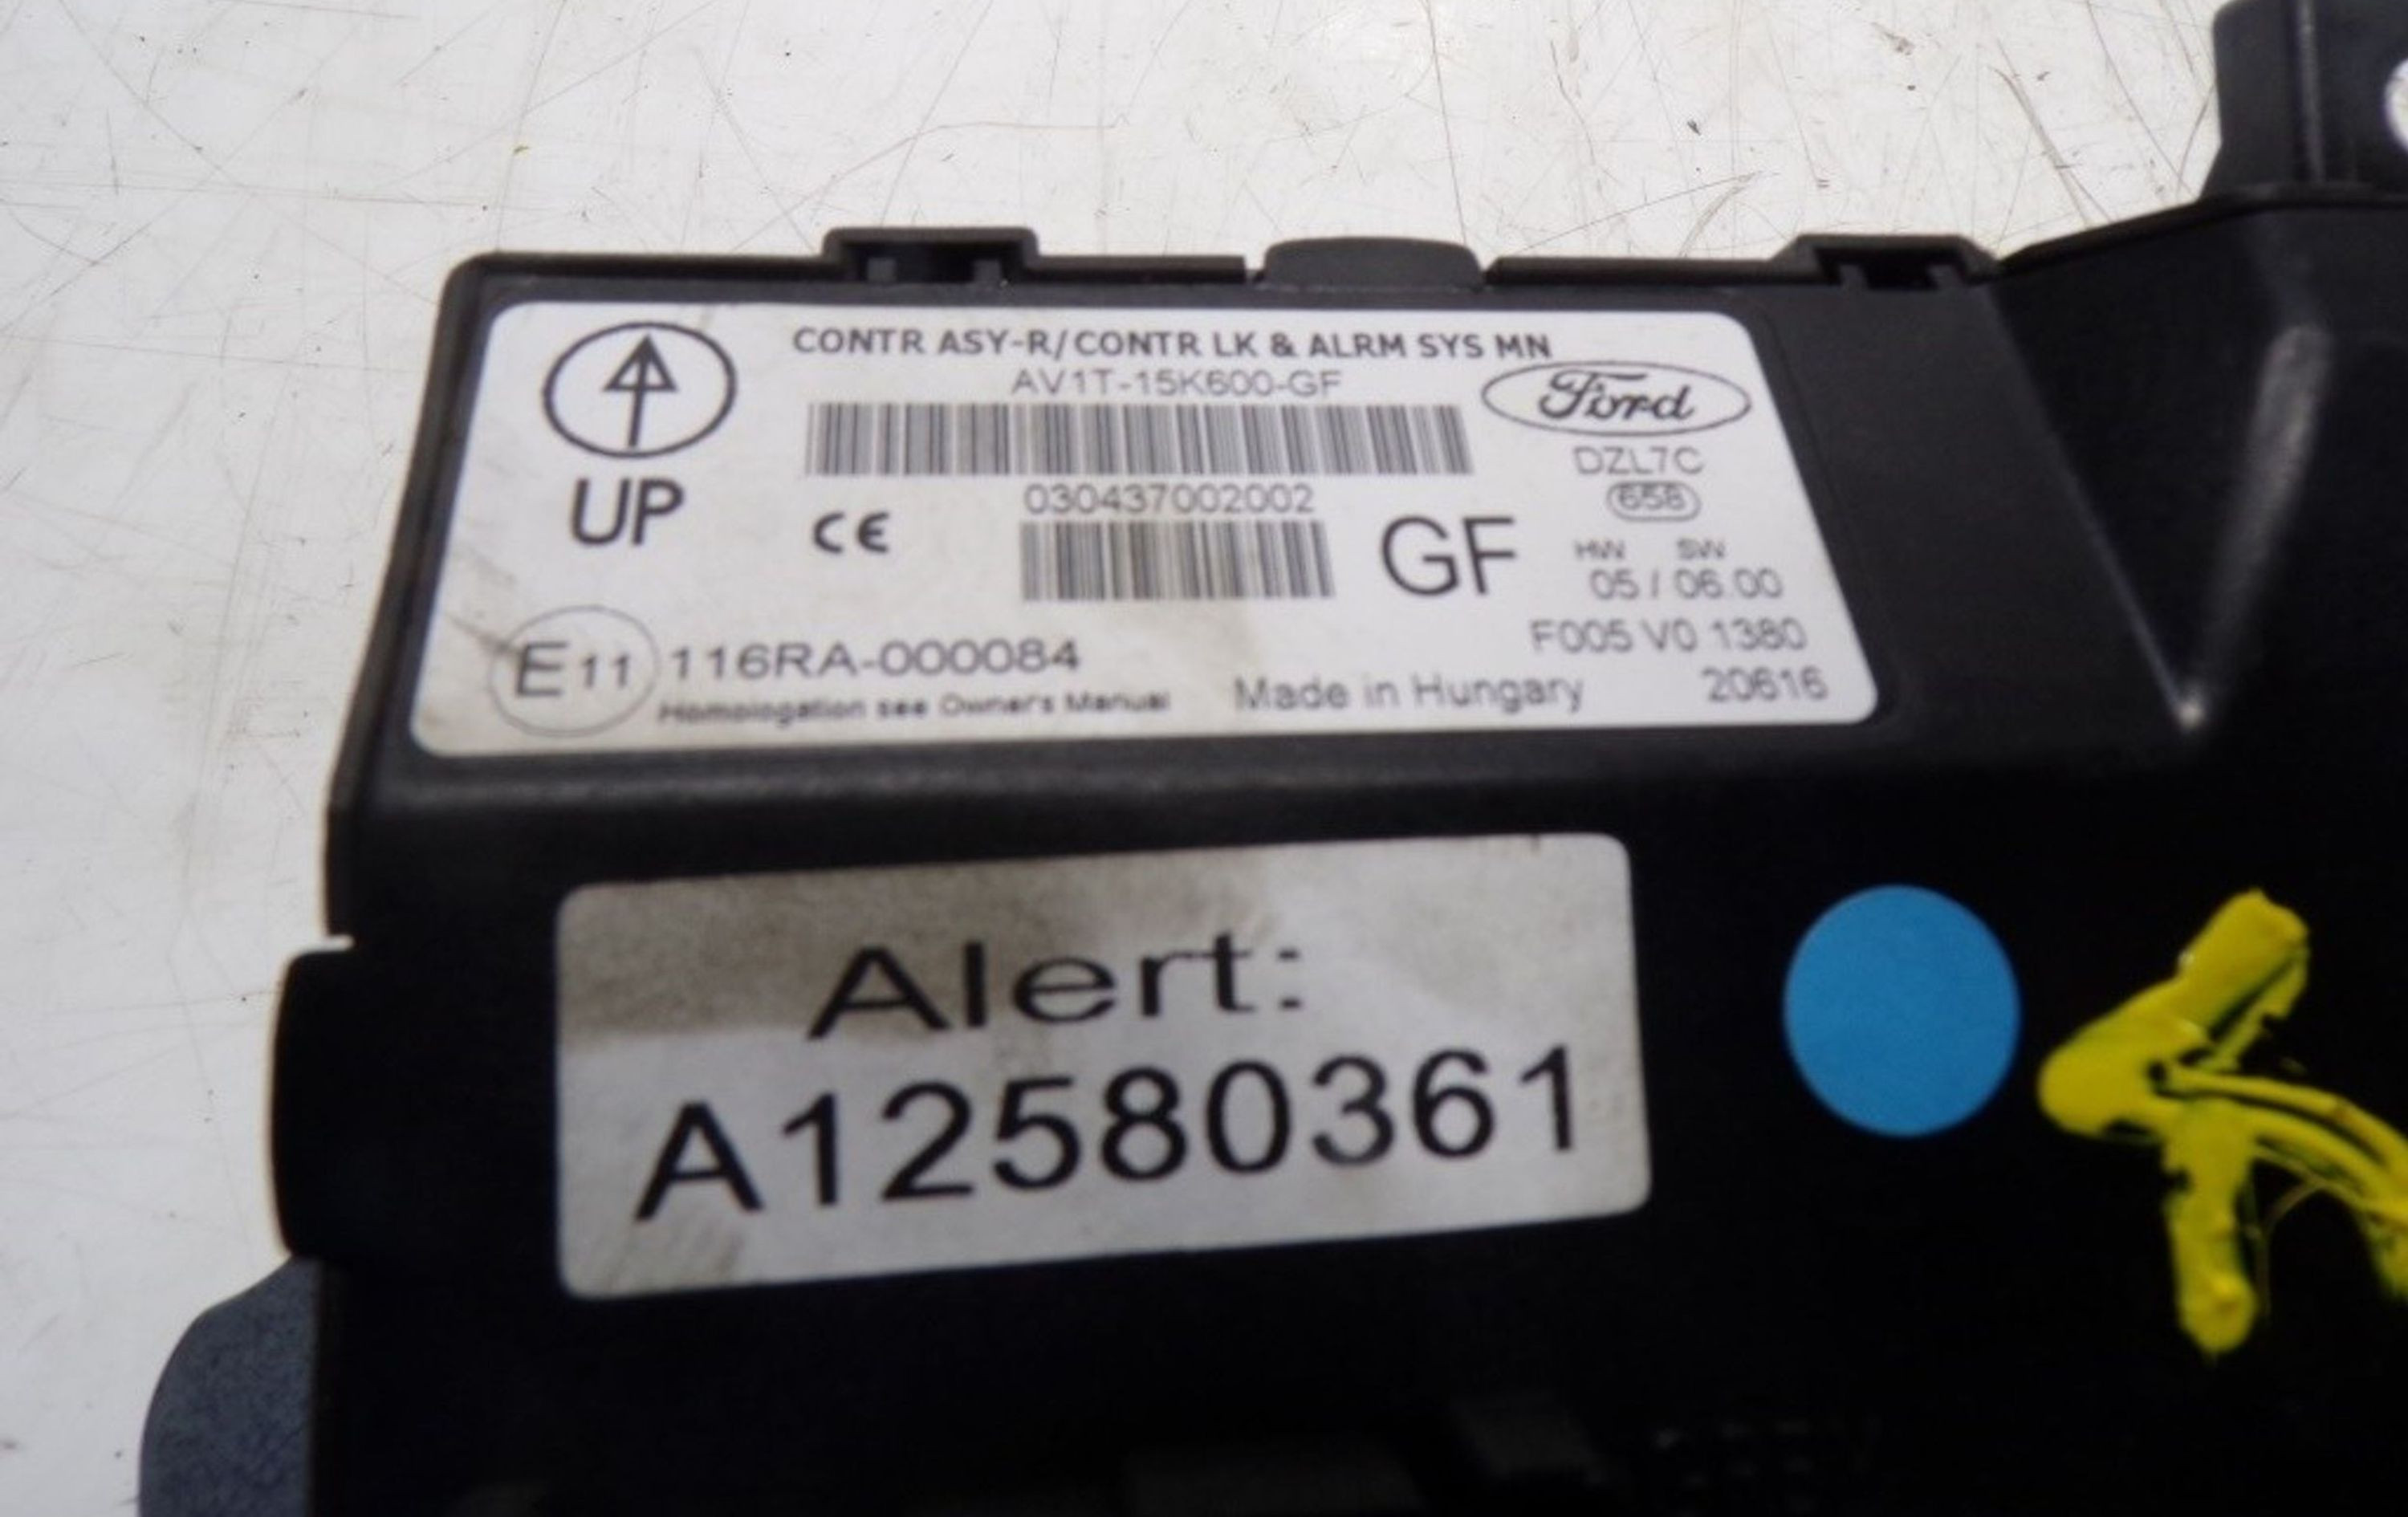 CONTR ASY-R/CONTR LK & ALRM SYS MN
AV1T-15K600-GF
Ford
DZL7C
658
UP
CE
030437002002
GF
HW SW
05 / 06.00
F005 V0 1380
E11 116RA-000084
Homologation see Owner's Manual
Made in Hungary
20616
Alert:
A12580361